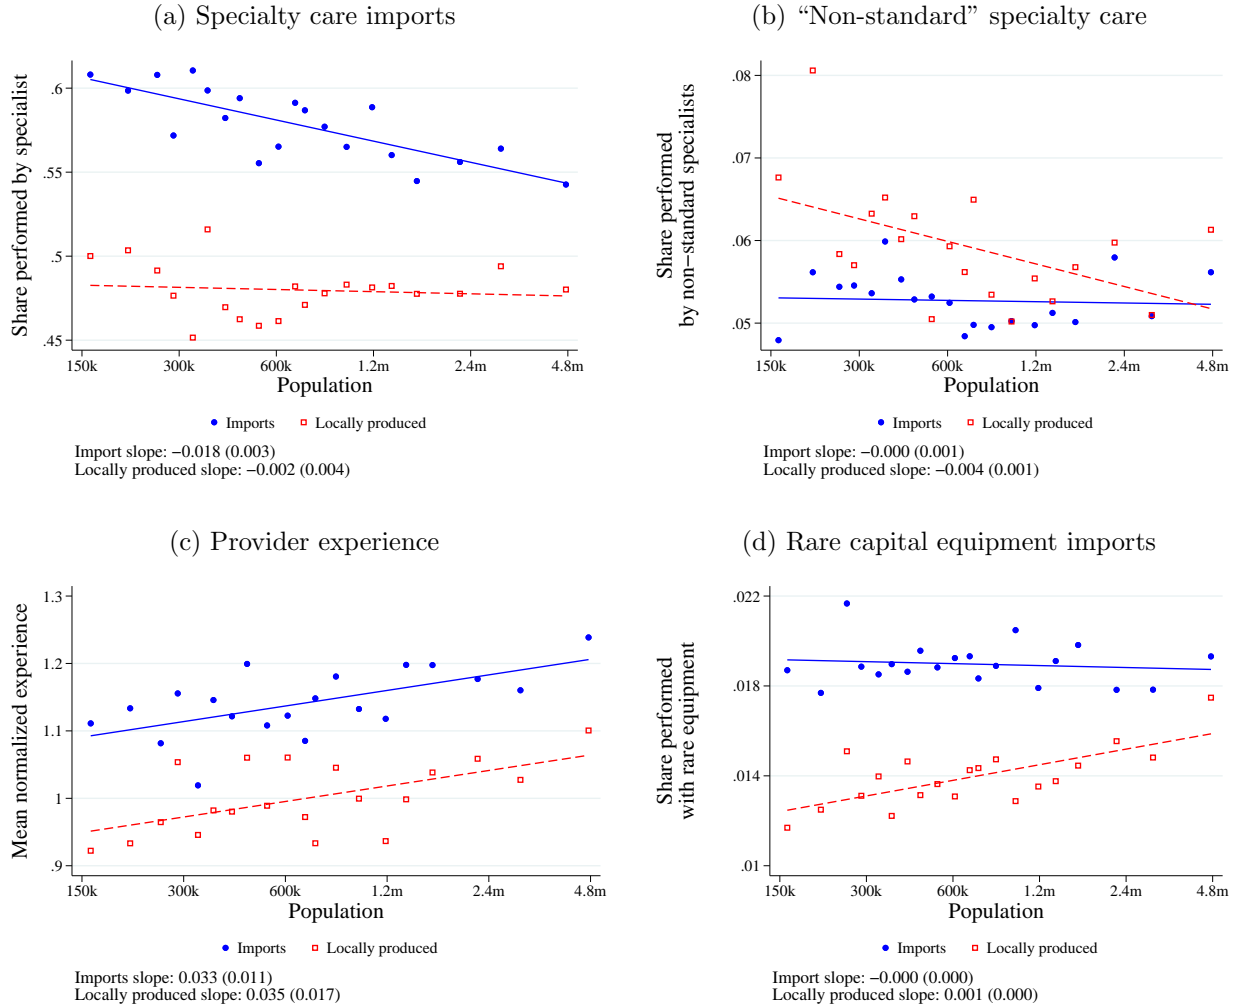 (a) Specialty care imports
Share performed by specialist
.6
.55
.5
.45
150k 300k 600k 1.2m 2.4m 4.8m
Population
Imports Locally produced
Import slope: −0.018 (0.003)
Locally produced slope: −0.002 (0.004)
(b) “Non-standard” specialty care
Share performed
by non−standard specialists
.08
.07
.06
.05
150k 300k 600k 1.2m 2.4m 4.8m
Population
Imports Locally produced
Import slope: −0.000 (0.001)
Locally produced slope: −0.004 (0.001)
(c) Provider experience
Mean normalized experience
1.3
1.2
1.1
1
.9
150k 300k 600k 1.2m 2.4m 4.8m
Population
Imports Locally produced
Imports slope: 0.033 (0.011)
Locally produced slope: 0.035 (0.017)
(d) Rare capital equipment imports
Share performed
with rare equipment
.022
.018
.014
.01
150k 300k 600k 1.2m 2.4m 4.8m
Population
Imports Locally produced
Import slope: −0.000 (0.000)
Locally produced slope: 0.001 (0.000)